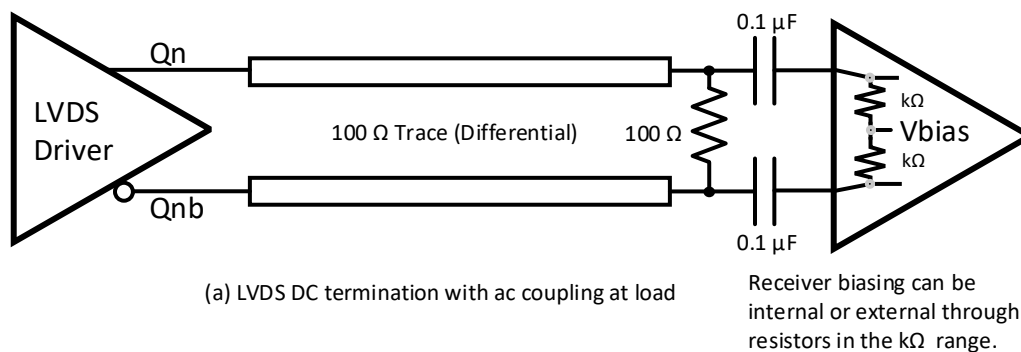 0.1 µF
Qn
LVDS
Driver
100 Ω Trace (Differential)
100 Ω
kΩ
Vbias
kΩ
Qnb
0.1 µF
(a) LVDS DC termination with ac coupling at load
Receiver biasing can be
internal or external through
resistors in the kΩ range.